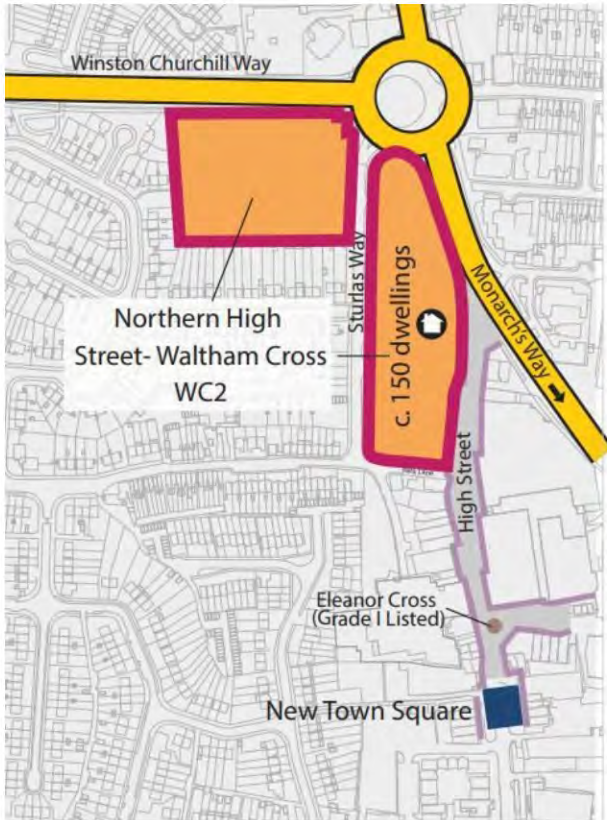 Winston Churchill Way
Sturlas Way
c. 150 dwellings
Monarch's Way
Northern High
Street- Waltham Cross
WC2
High Street
Eleanor Cross
(Grade I Listed)
New Town Square